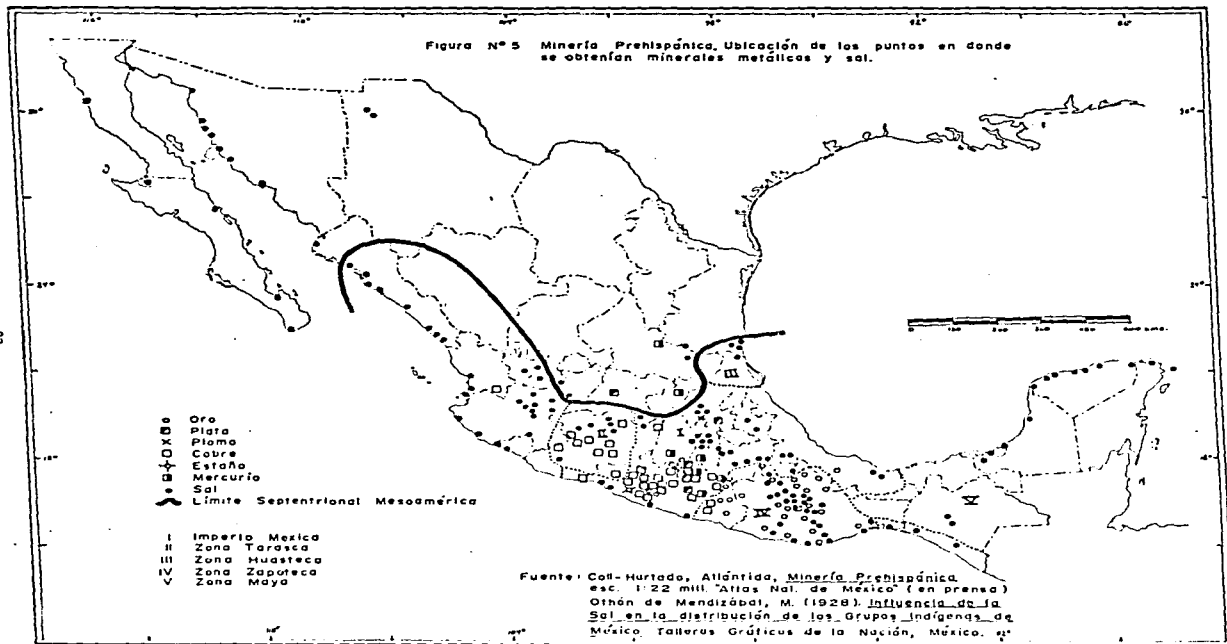 Figura Nº 5 Minería Prehispánica. Ubicación de los puntos en donde
se obtenían minerales metálicos y sal.
Oro
Plata
Plomo
Cobre
Estaño
Mercurio
Sal
Límite Septentrional Mesoamérica
I Imperio Mexica
II Zona Tarasca
III Zona Huasteca
IV Zona Zapoteca
V Zona Maya
III
II
I
IV
V
Fuente: Coll-Hurtado, Atlántida, Minería Prehispánica
esc. 1:22 mill. "Atlas Nal. de México" (en prensa)
Othón de Mendizábal, M. (1928). Influencia de la
Sal en la distribución de los Grupos Indígenas de
México. Talleres Gráficos de la Nación, México.